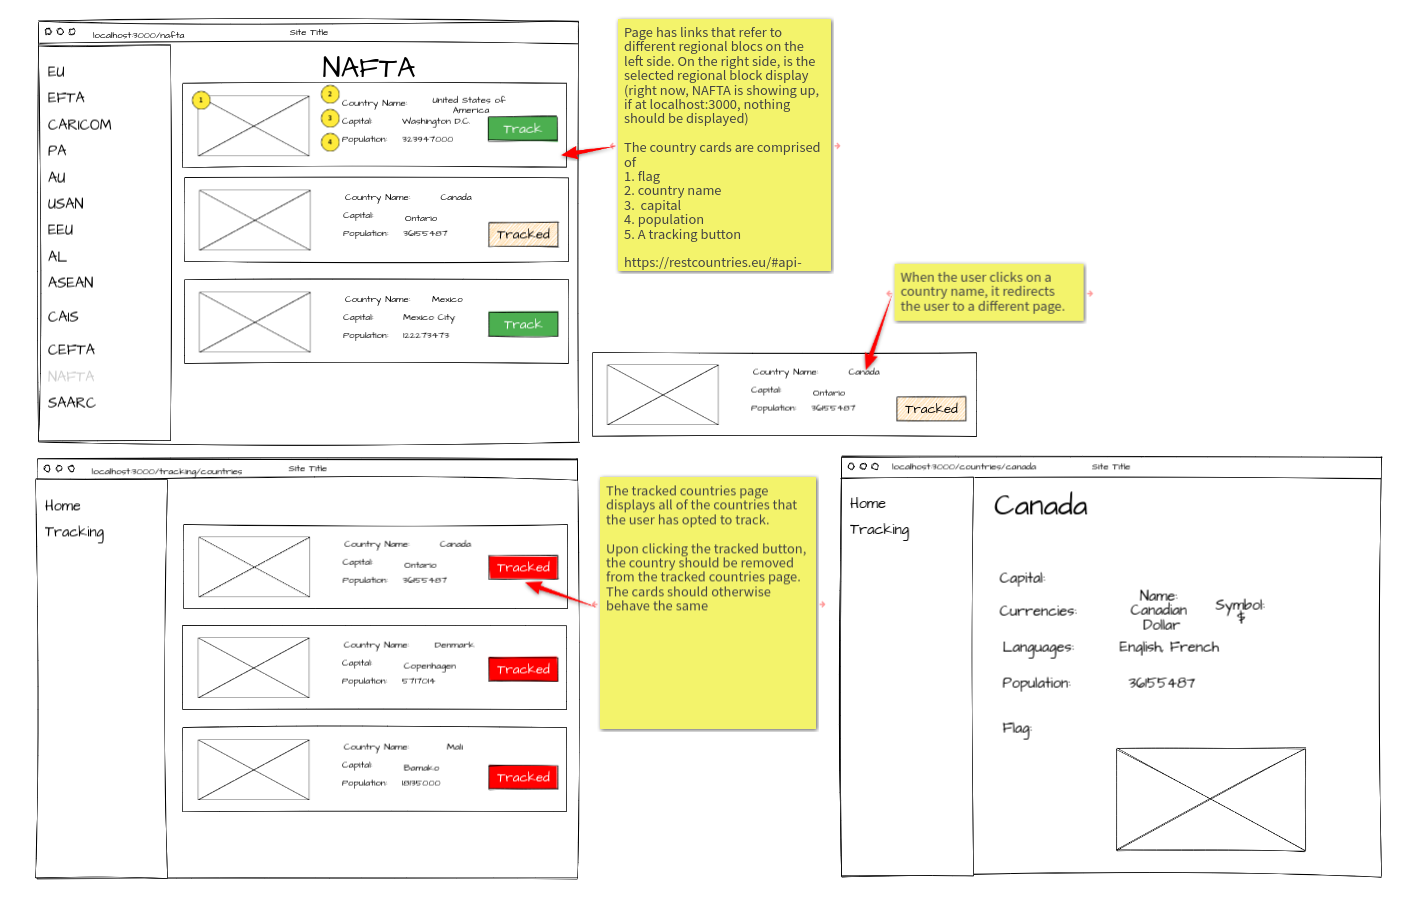 localhost:3000/nafta
Site Title
EU
EFTA
CARICOM
PA
AU
USAN
EEU
AL
ASEAN
CAIS
CEFTA
NAFTA
SAARC
NAFTA
1
2
Country Name:
United States of
America
3
Capital:
Washington D.C.
4
Population:
323947000
Track
Country Name:
Canada
Capital:
Ontario
Population:
36155487
Tracked
Country Name:
Mexico
Capital:
Mexico City
Population:
122273473
Track
Page has links that refer to
different regional blocs on the
left side. On the right side, is the
selected regional block display
(right now, NAFTA is showing up,
if at localhost:3000, nothing
should be displayed)
The country cards are comprised
of
1. flag
2. country name
3. capital
4. population
5. A tracking button
https://restcountries.eu/#api-
When the user clicks on a
country name, it redirects
the user to a different page.
Country Name:
Canada
Capital:
Ontario
Population:
36155487
Tracked
localhost:3000/tracking/countries
Site Title
Home
Tracking
Country Name:
Canada
Capital:
Ontario
Population:
36155487
Tracked
Country Name:
Denmark
Capital:
Copenhagen
Population:
5717014
Tracked
Country Name:
Mali
Capital:
Bamako
Population:
18135000
Tracked
The tracked countries page
displays all of the countries that
the user has opted to track.
Upon clicking the tracked button,
the country should be removed
from the tracked countries page.
The cards should otherwise
behave the same
localhost:3000/countries/canada
Site Title
Home
Tracking
Canada
Capital:
Currencies:
Name:
Canadian
Dollar
Symbol:
$
Languages:
English, French
Population:
36155487
Flag: